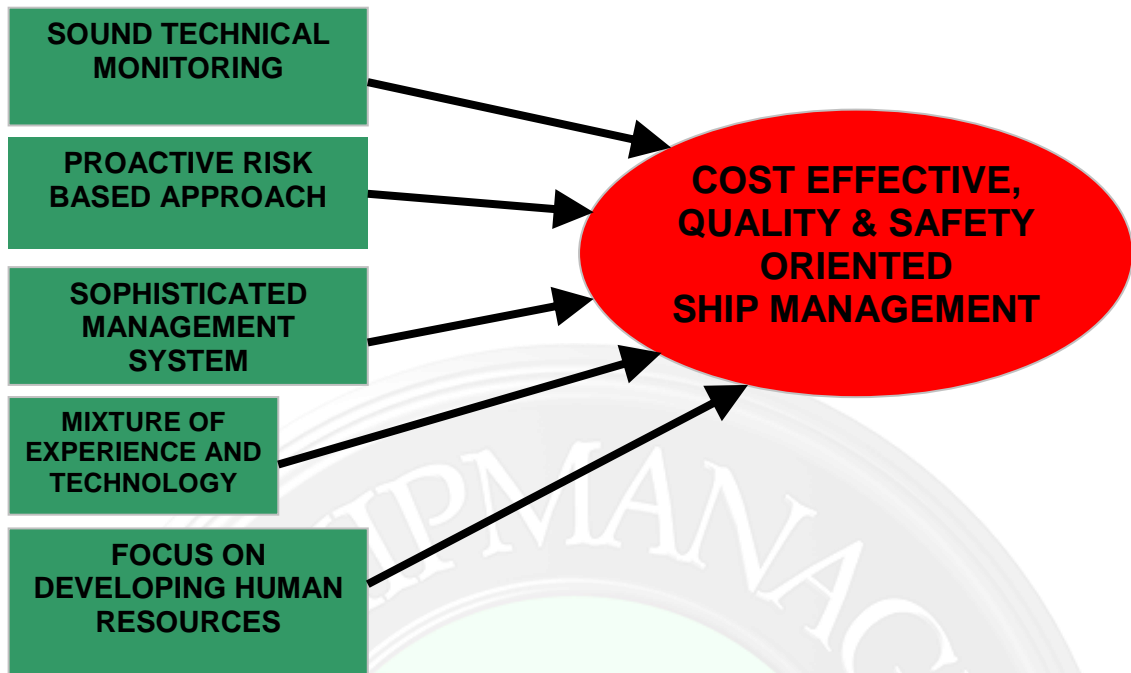 SOUND TECHNICAL
MONITORING
PROACTIVE RISK
BASED APPROACH
SOPHISTICATED
MANAGEMENT
SYSTEM
MIXTURE OF
EXPERIENCE AND
TECHNOLOGY
FOCUS ON
DEVELOPING HUMAN
RESOURCES
COST EFFECTIVE,
QUALITY & SAFETY
ORIENTED
SHIP MANAGEMENT
IPMANAG